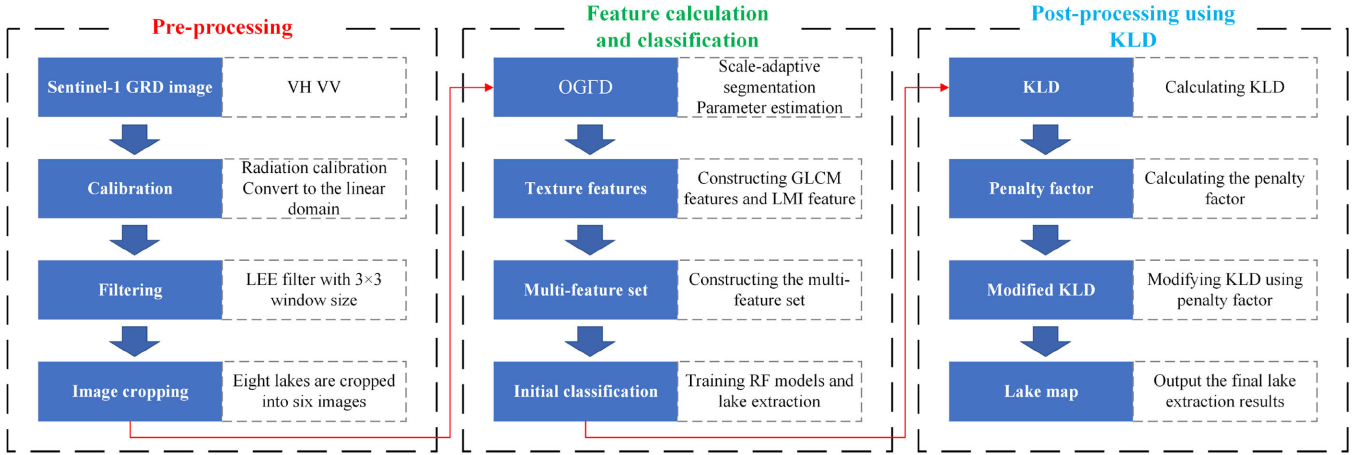 Pre-processing
Sentinel-1 GRD image
VH VV
Calibration
Radiation calibration
Convert to the linear
domain
Filtering
LEE filter with 3×3
window size
Image cropping
Eight lakes are cropped
into six images
Feature calculation
and classification
OGΓD
Scale-adaptive
segmentation
Parameter estimation
Texture features
Constructing GLCM
features and LMI feature
Multi-feature set
Constructing the multi-
feature set
Initial classification
Training RF models and
lake extraction
Post-processing using
KLD
KLD
Calculating KLD
Penalty factor
Calculating the penalty
factor
Modified KLD
Modifying KLD using
penalty factor
Lake map
Output the final lake
extraction results